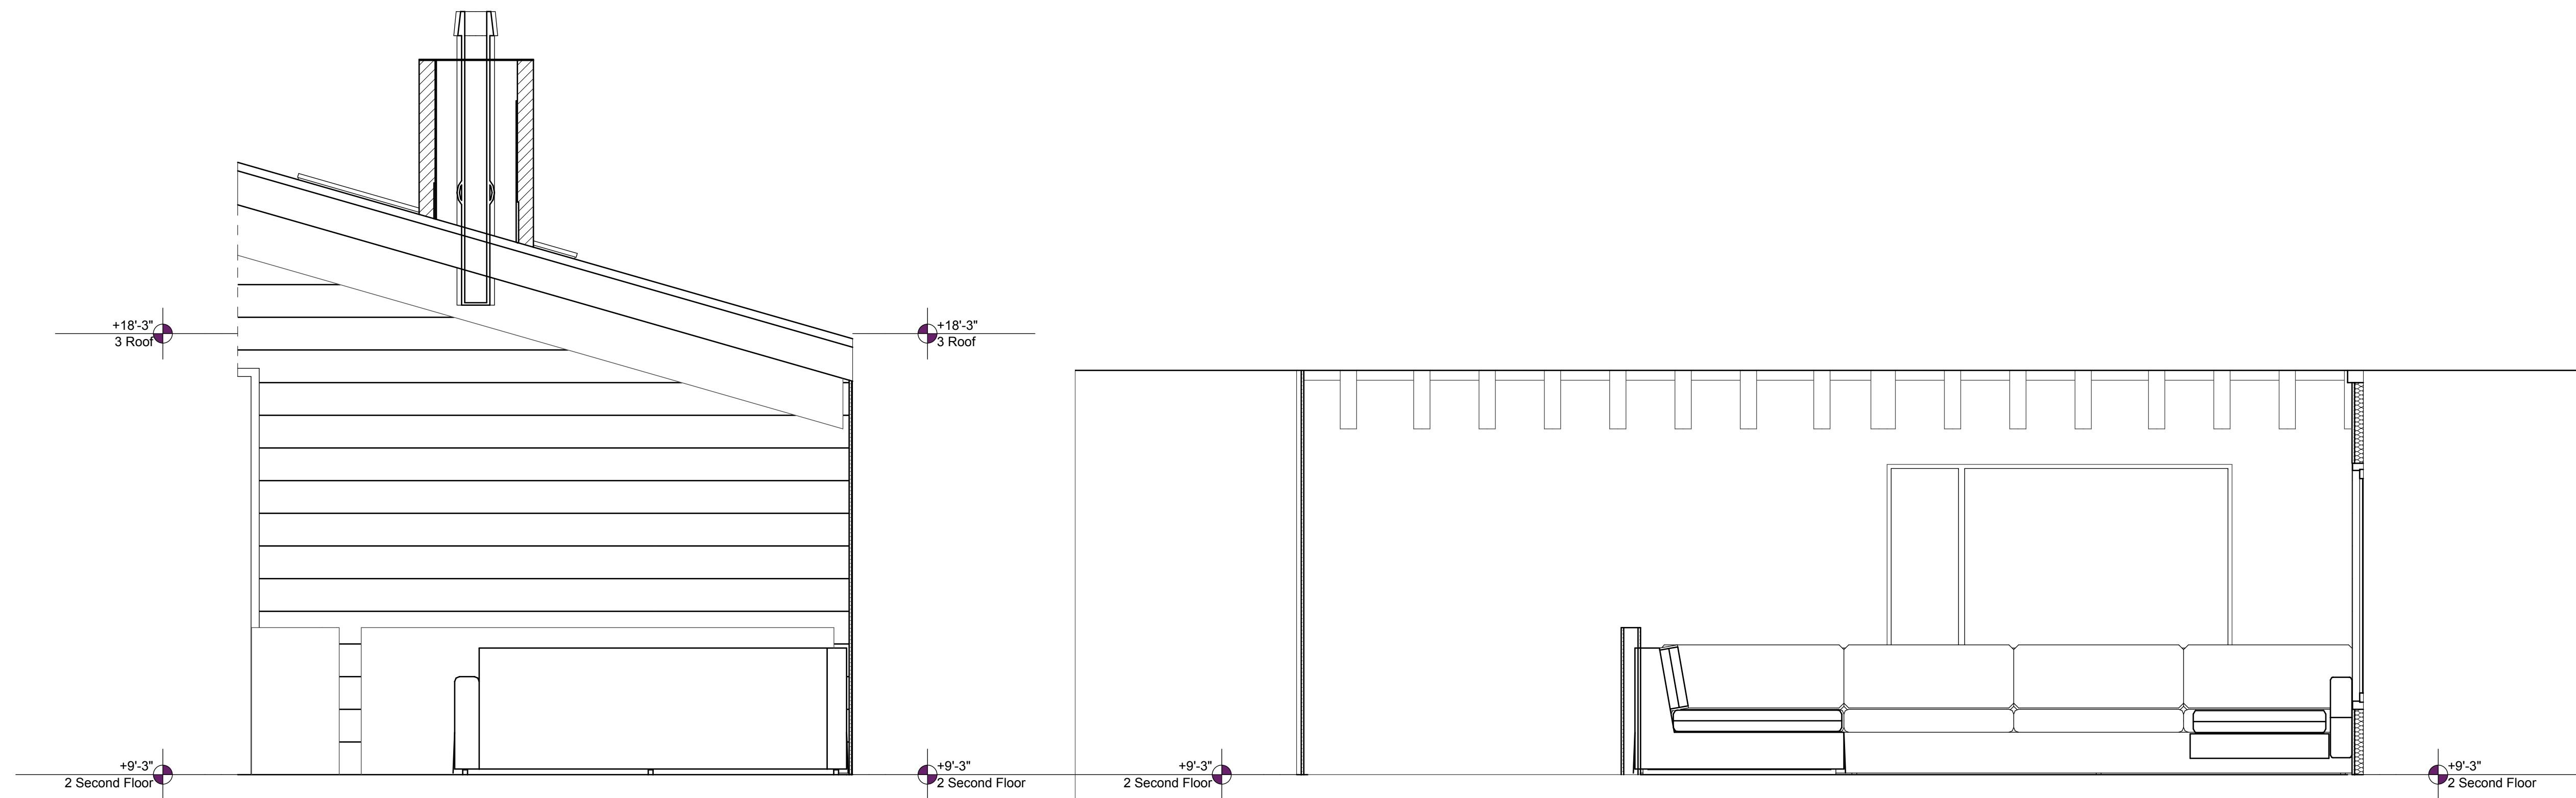 +18'-3"
3 Roof
+18'-3"
3 Roof
+9'-3"
2 Second Floor
+9'-3"
2 Second Floor
+9'-3"
2 Second Floor
+9'-3"
2 Second Floor